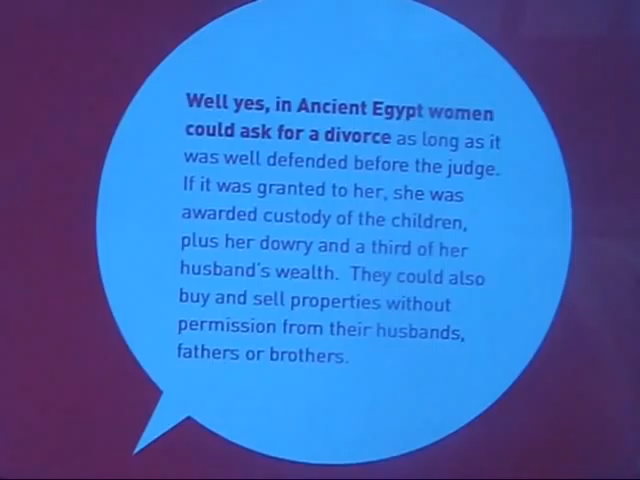 Well yes, in Ancient Egypt women
could ask for a divorce as long as it
was well defended before the judge.
If it was granted to her, she was
awarded custody of the children,
plus her dowry and a third of her
husband's wealth. They could also
buy and sell properties without
permission from their husbands,
fathers or brothers.